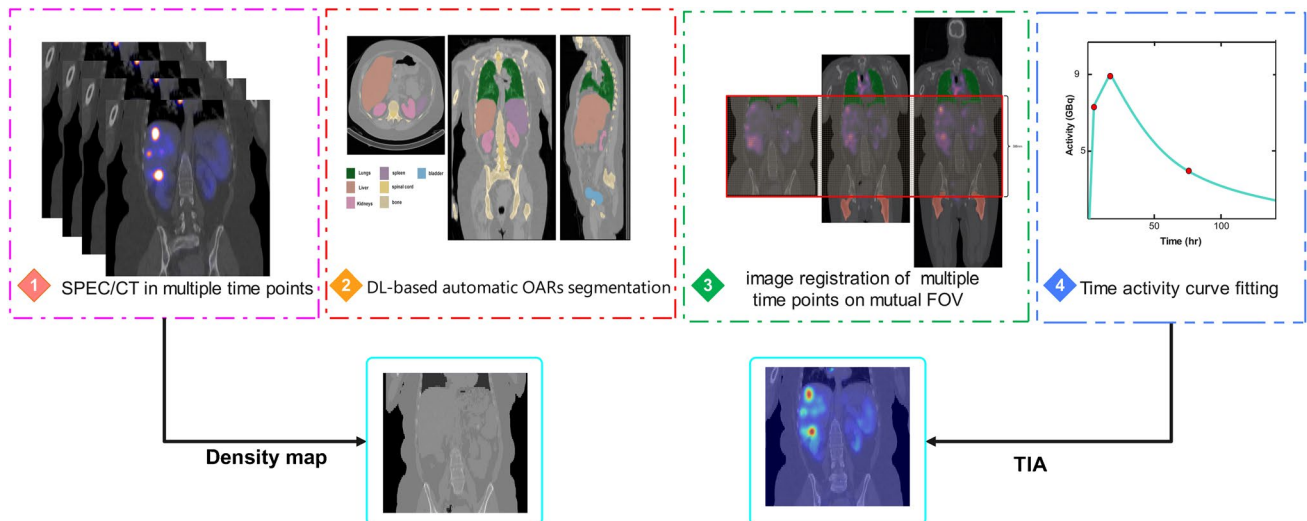 Lungs
spleen
bladder
Liver
spinal cord
Kidneys
bone
9
5
Activity (GBq)
50
100
Time (hr)
1
SPEC/CT in multiple time points
2
DL-based automatic OARs segmentation
3
image registration of multiple
time points on mutual FOV
4
Time activity curve fitting
Density map
TIA